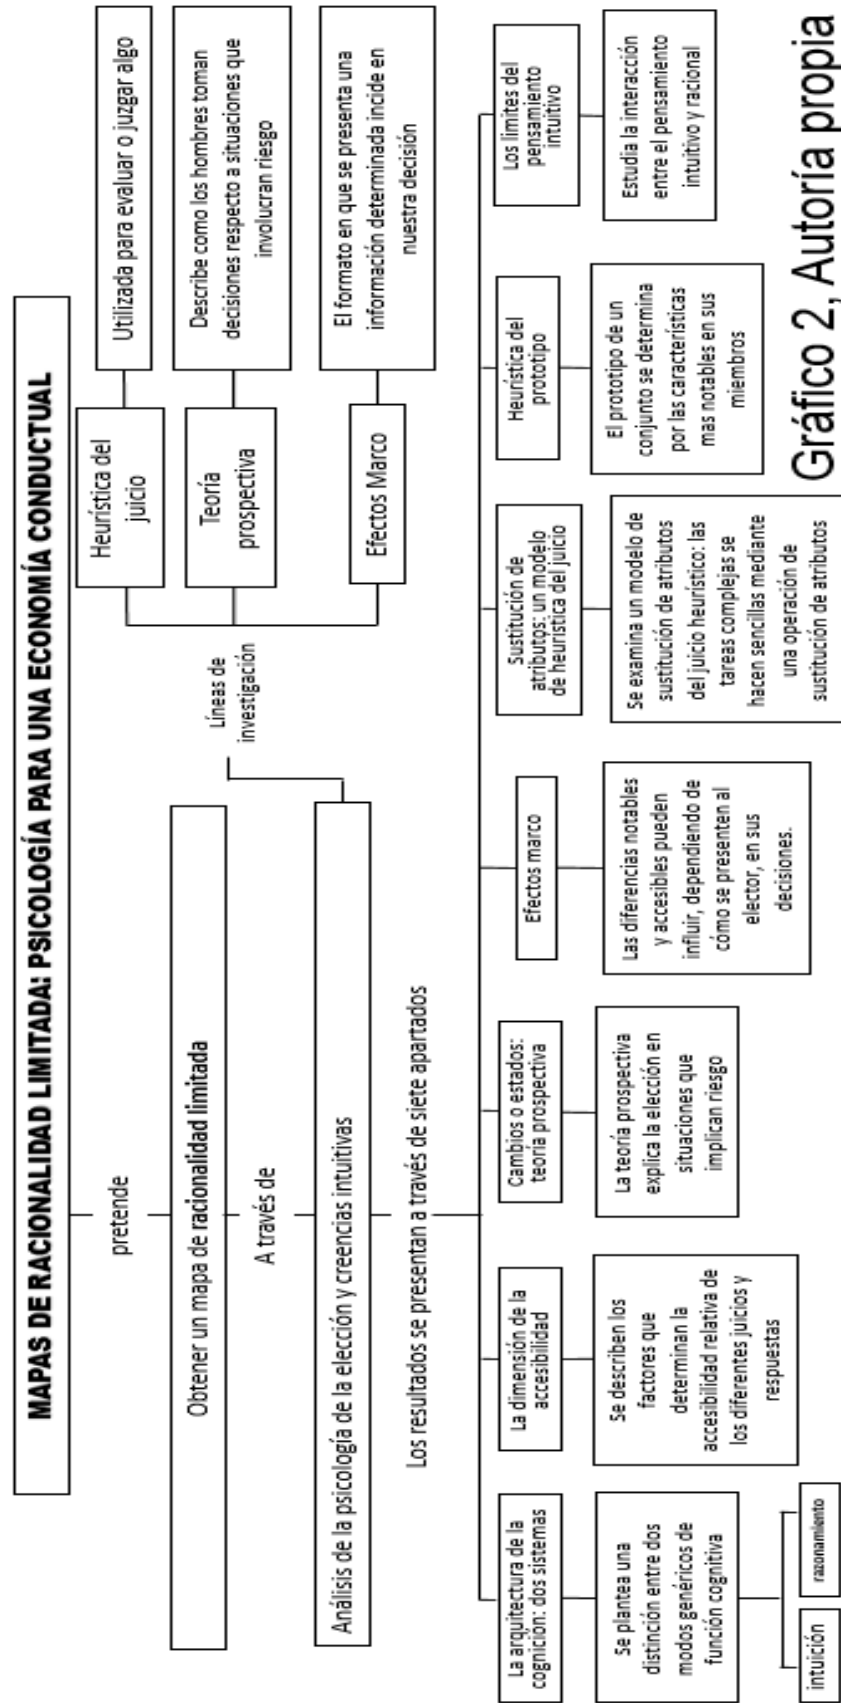 MAPAS DE RACIONALIDAD LIMITADA: PSICOLOGÍA PARA UNA ECONOMÍA CONDUCTUAL
pretende
Obtener un mapa de racionalidad limitada
A través de
Análisis de la psicología de la elección y creencias intuitivas
Líneas de
investigación
Heurística del
juicio
Utilizada para evaluar o juzgar algo
Teoría
prospectiva
Describe como los hombres toman
decisiones respecto a situaciones que
involucran riesgo
Efectos Marco
El formato en que se presenta una
información determinada incide en
nuestra decisión
Los resultados se presentan a través de siete apartados
La arquitectura de la
cognición: dos sistemas
Se plantea una
distinción entre dos
modos genéricos de
función cognitiva
intuición
razonamiento
La dimensión de la
accesibilidad
Se describen los
factores que
determinan la
accesibilidad relativa de
los diferentes juicios y
respuestas
Cambios o estados:
teoría prospectiva
La teoría prospectiva
explica la elección en
situaciones que
implican riesgo
Efectos marco
Las diferencias notables
y accesibles pueden
influir, dependiendo de
cómo se presenten al
elector, en sus
decisiones.
Sustitución de
atributos: un modelo
de heurística del juicio
Se examina un modelo de
sustitución de atributos
del juicio heurístico: las
tareas complejas se
hacen sencillas mediante
una operación de
sustitución de atributos
Heurística del
prototipo
El prototipo de un
conjunto se determina
por las características
mas notables en sus
miembros
Los limites del
pensamiento
intuitivo
Estudia la interacción
entre el pensamiento
intuitivo y racional
Gráfico 2, Autoría propia